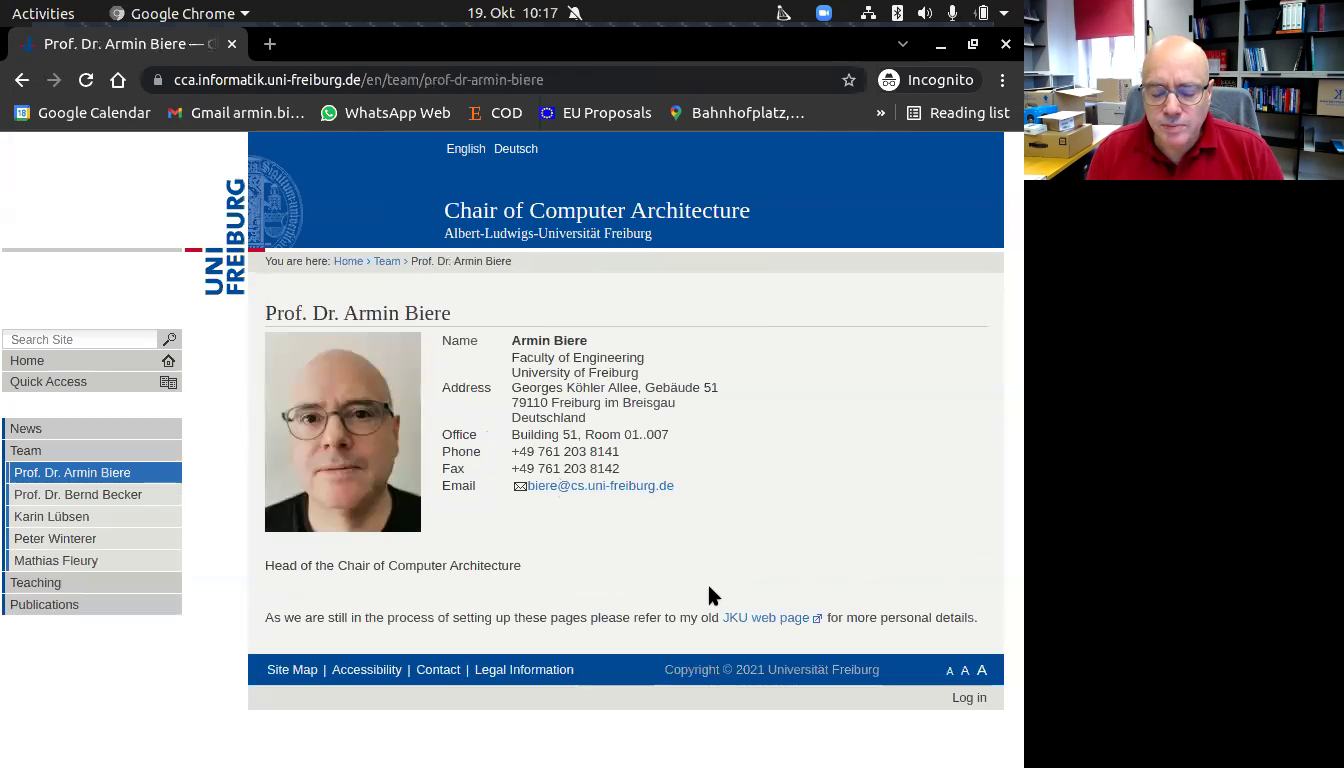 Activities Google Chrome 19. Okt 10:17
Prof. Dr. Armin Biere —
cca.informatik.uni-freiburg.de/en/team/prof-dr-armin-biere Incognito
Google Calendar Gmail armin.bi… WhatsApp Web COD EU Proposals Bahnhofplatz,… » Reading list
English Deutsch
Chair of Computer Architecture
Albert-Ludwigs-Universität Freiburg
UNI
FREIBURG
You are here: Home › Team › Prof. Dr. Armin Biere
Search Site
Home
Quick Access
News
Team
Prof. Dr. Armin Biere
Prof. Dr. Bernd Becker
Karin Lübsen
Peter Winterer
Mathias Fleury
Teaching
Publications
Prof. Dr. Armin Biere
Name Armin Biere
Faculty of Engineering
University of Freiburg
Address Georges Köhler Allee, Gebäude 51
79110 Freiburg im Breisgau
Deutschland
Office Building 51, Room 01..007
Phone +49 761 203 8141
Fax +49 761 203 8142
Email biere@cs.uni-freiburg.de
Head of the Chair of Computer Architecture
As we are still in the process of setting up these pages please refer to my old JKU web page for more personal details.
Site Map | Accessibility | Contact | Legal Information Copyright © 2021 Universität Freiburg A A A
Log in